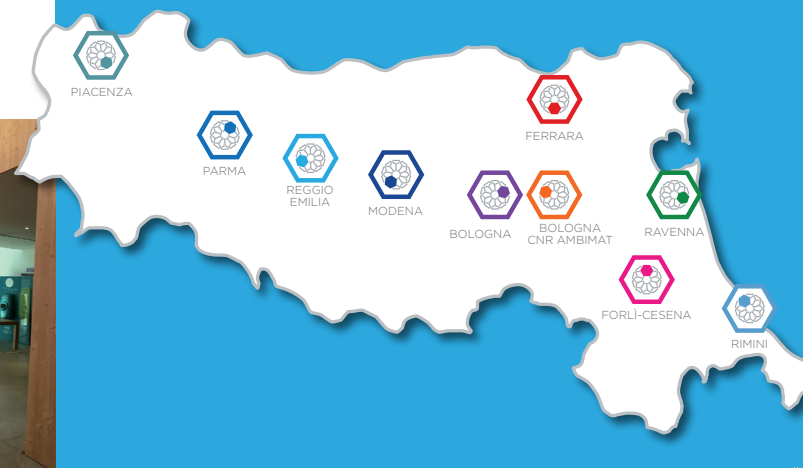 PIACENZA
PARMA
REGGIO
EMILIA
MODENA
FERRARA
BOLOGNA
BOLOGNA
CNR AMBIMAT
RAVENNA
FORLÌ-CESENA
RIMINI